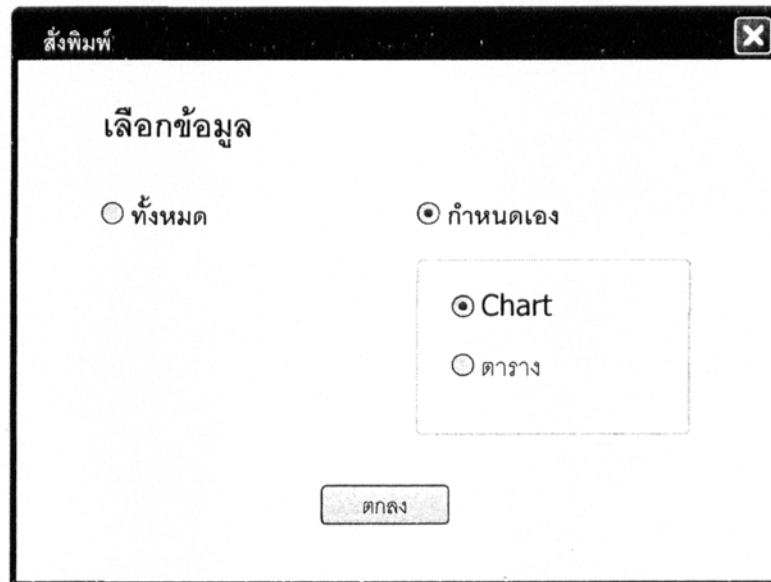 สั่งพิมพ์
เลือกข้อมูล
ทั้งหมด กำหนดเอง
Chart
ตาราง
ตกลง